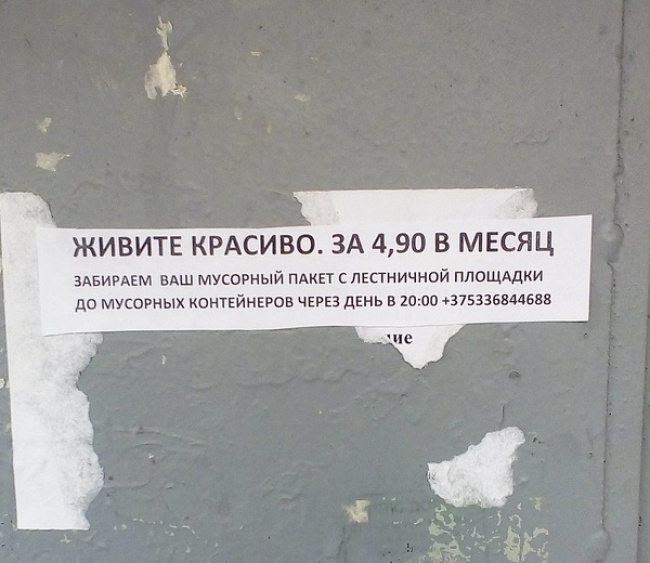 ЖИВИТЕ КРАСИВО. ЗА 4,90 В МЕСЯЦ
ЗАБИРАЕМ ВАШ МУСОРНЫЙ ПАКЕТ С ЛЕСТНИЧНОЙ ПЛОЩАДКИ
ДО МУСОРНЫХ КОНТЕЙНЕРОВ ЧЕРЕЗ ДЕНЬ В 20:00 +375336844688